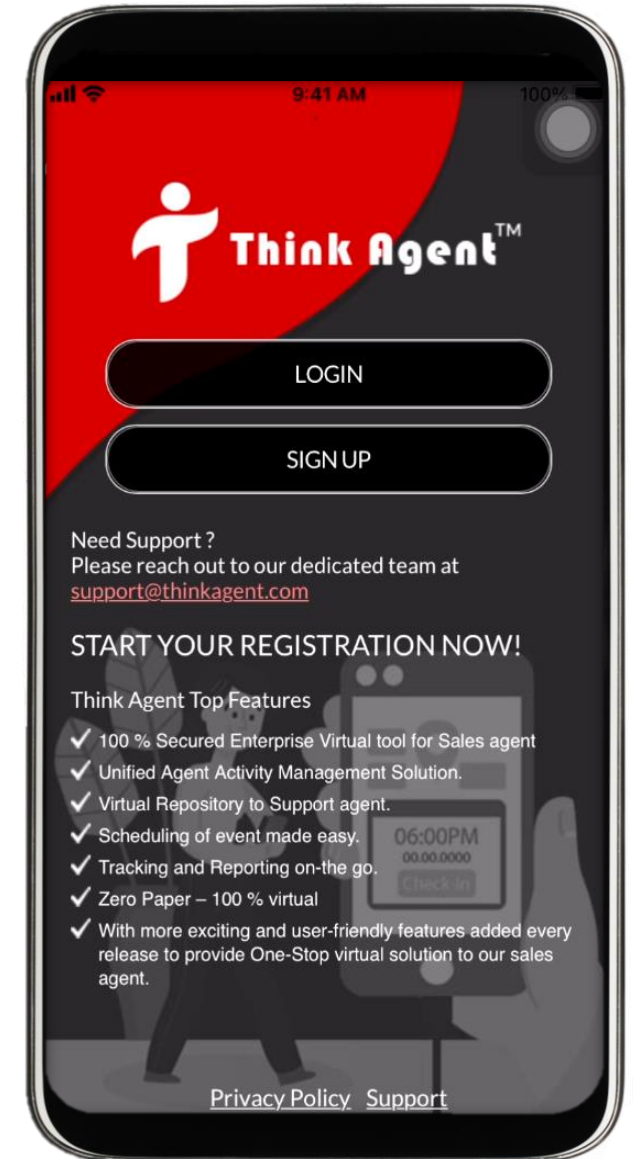 9:41 AM
100%
Think Agent™
LOGIN
SIGN UP
Need Support ?
Please reach out to our dedicated team at
support@thinkagent.com
START YOUR REGISTRATION NOW!
Think Agent Top Features
100 % Secured Enterprise Virtual tool for Sales agent
Unified Agent Activity Management Solution.
Virtual Repository to Support agent.
Scheduling of event made easy.
06:00PM
00.00.0000
Tracking and Reporting on-the go.
Check-in
Zero Paper – 100 % virtual
With more exciting and user-friendly features added every
release to provide One-Stop virtual solution to our sales
agent.
Privacy Policy Support